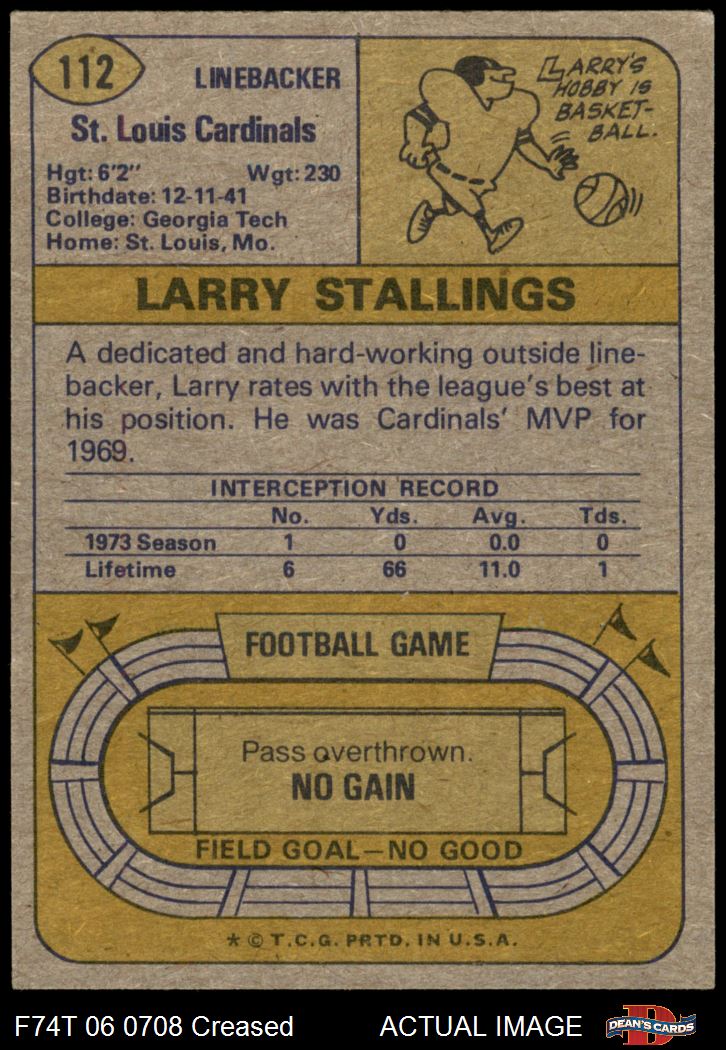 112
LINEBACKER
St. Louis Cardinals
Hgt: 6'2" Wgt: 230
Birthdate: 12-11-41
College: Georgia Tech
Home: St. Louis, Mo.
LARRY'S
HOBBY IS
BASKET-
BALL.
LARRY STALLINGS
A dedicated and hard-working outside line-
backer, Larry rates with the league's best at
his position. He was Cardinals' MVP for
1969.
INTERCEPTION RECORD
No. Yds. Avg. Tds.
1973 Season 1 0 0.0 0
Lifetime 6 66 11.0 1
FOOTBALL GAME
Pass overthrown.
NO GAIN
FIELD GOAL—NO GOOD
* © T.C.G. PRTD. IN U.S.A.
F74T 06 0708 Creased ACTUAL IMAGE
D
DEAN'S CARDS